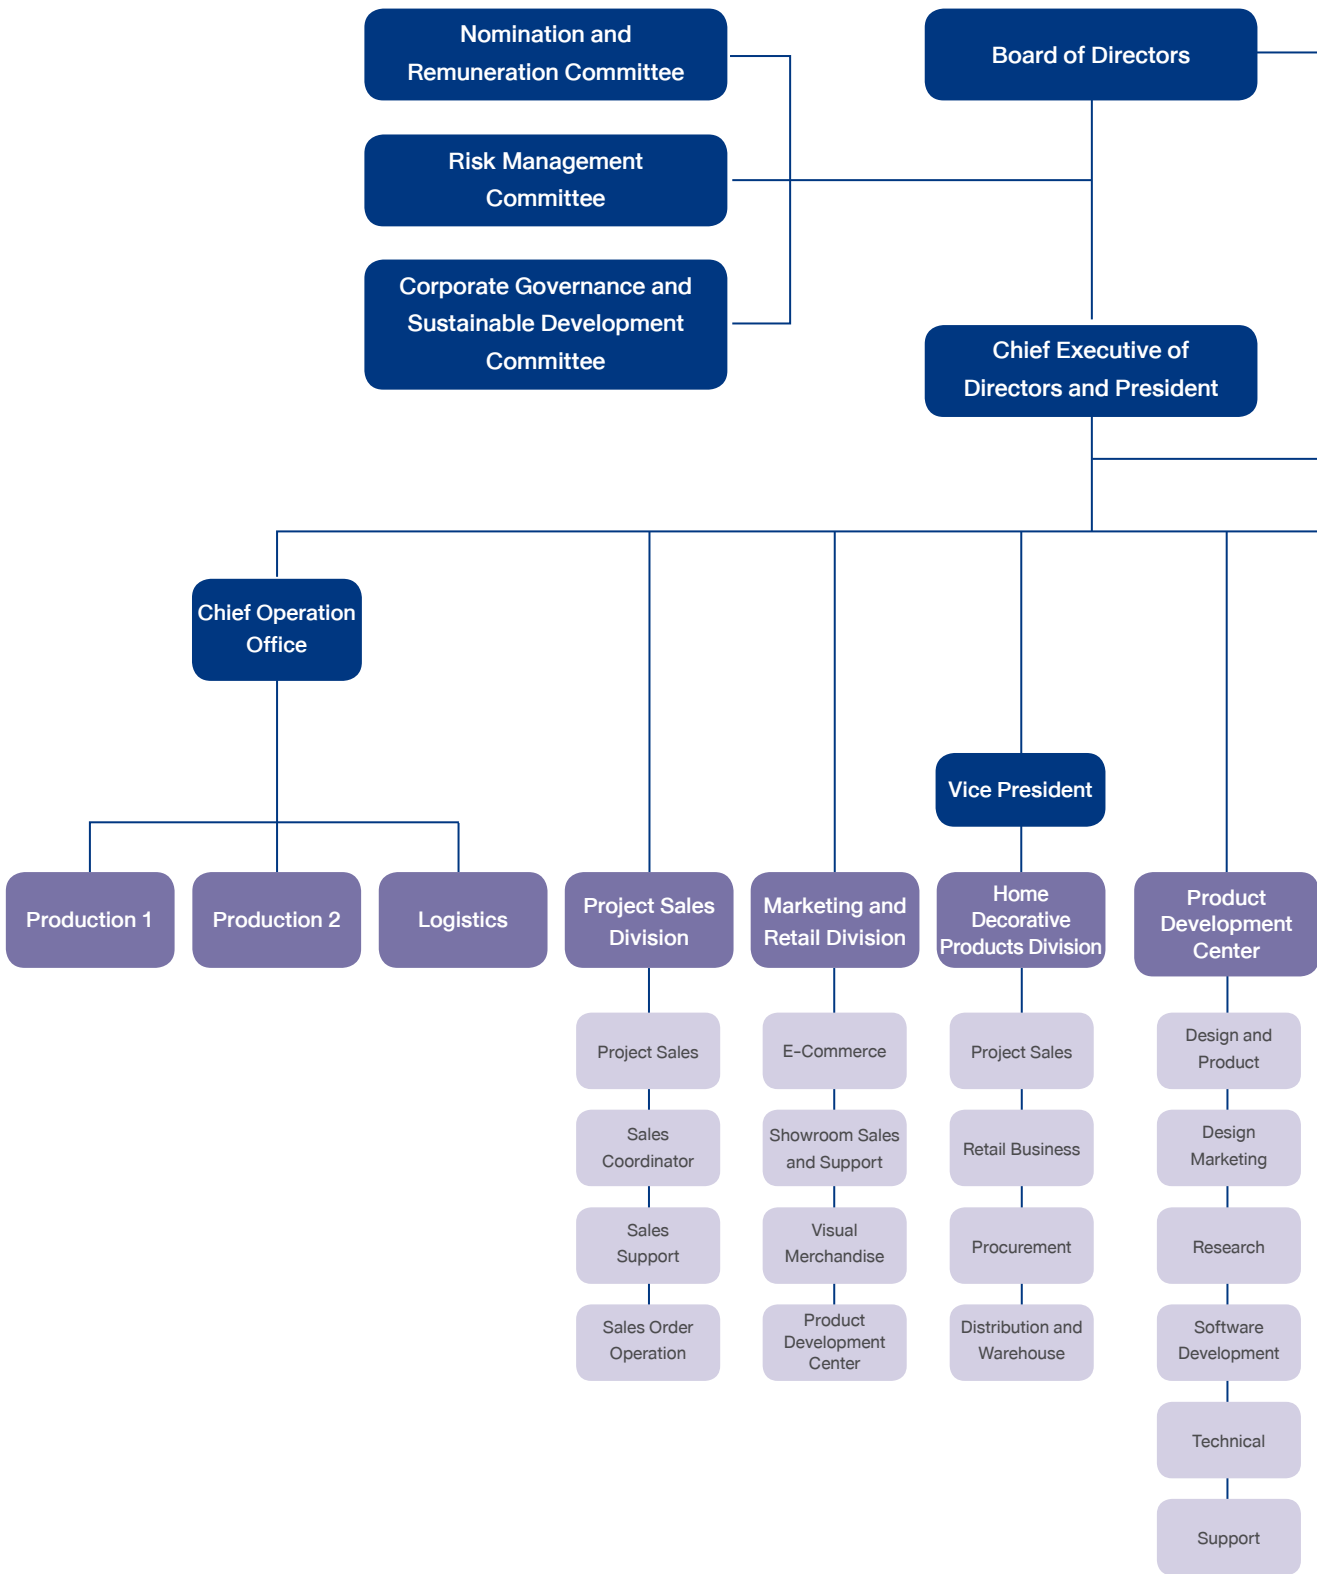 Nomination and
Remuneration Committee
Board of Directors
Risk Management
Committee
Corporate Governance and
Sustainable Development
Committee
Chief Executive of
Directors and President
Chief Operation
Office
Vice President
Production 1
Production 2
Logistics
Project Sales
Division
Marketing and
Retail Division
Home
Decorative
Products Division
Product
Development
Center
Project Sales
Sales
Coordinator
Sales
Support
Sales Order
Operation
E-Commerce
Showroom Sales
and Support
Visual
Merchandise
Product
Development
Center
Project Sales
Retail Business
Procurement
Distribution and
Warehouse
Design and
Product
Design
Marketing
Research
Software
Development
Technical
Support